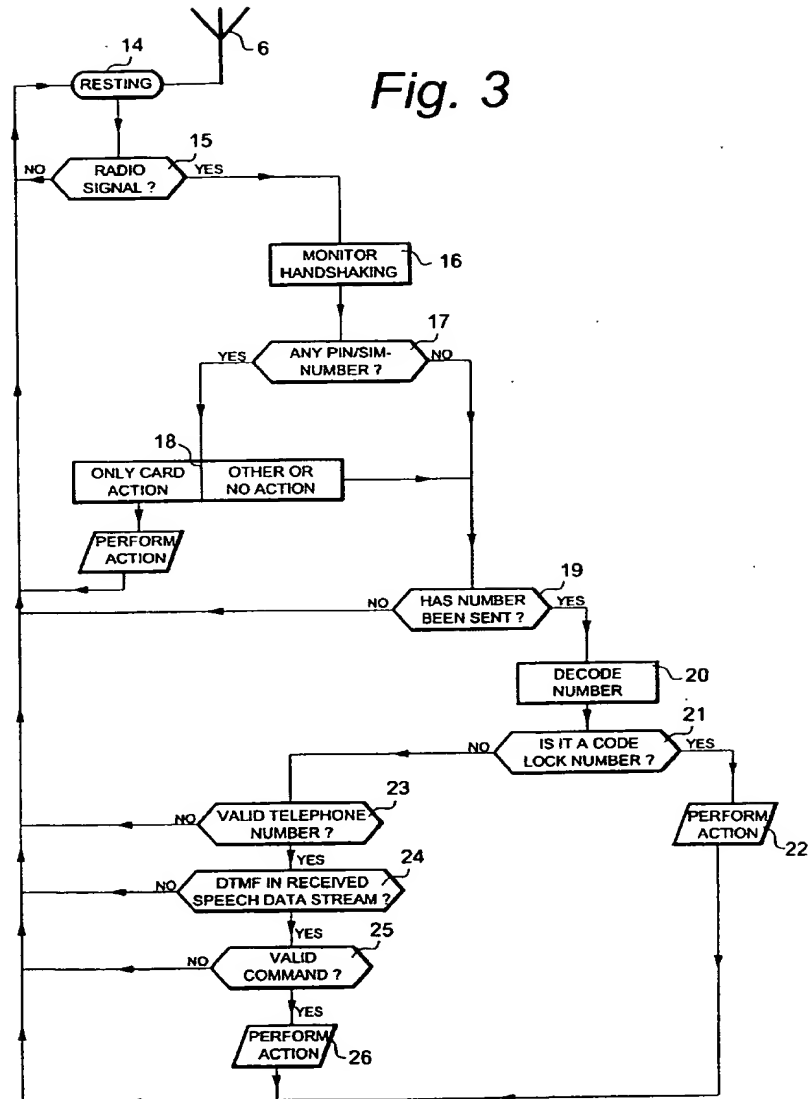 6
14
RESTING
Fig. 3
15
NO
RADIO
SIGNAL ?
YES
MONITOR
HANDSHAKING
16
17
YES
ANY PIN/SIM-
NUMBER ?
NO
18
ONLY CARD
ACTION
OTHER OR
NO ACTION
PERFORM
ACTION
19
NO
HAS NUMBER
BEEN SENT ?
YES
DECODE
NUMBER
20
21
NO
IS IT A CODE
LOCK NUMBER ?
YES
23
NO
VALID TELEPHONE
NUMBER ?
PERFORM
ACTION
22
YES
24
NO
DTMF IN RECEIVED
SPEECH DATA STREAM ?
YES
25
NO
VALID
COMMAND ?
YES
PERFORM
ACTION
26